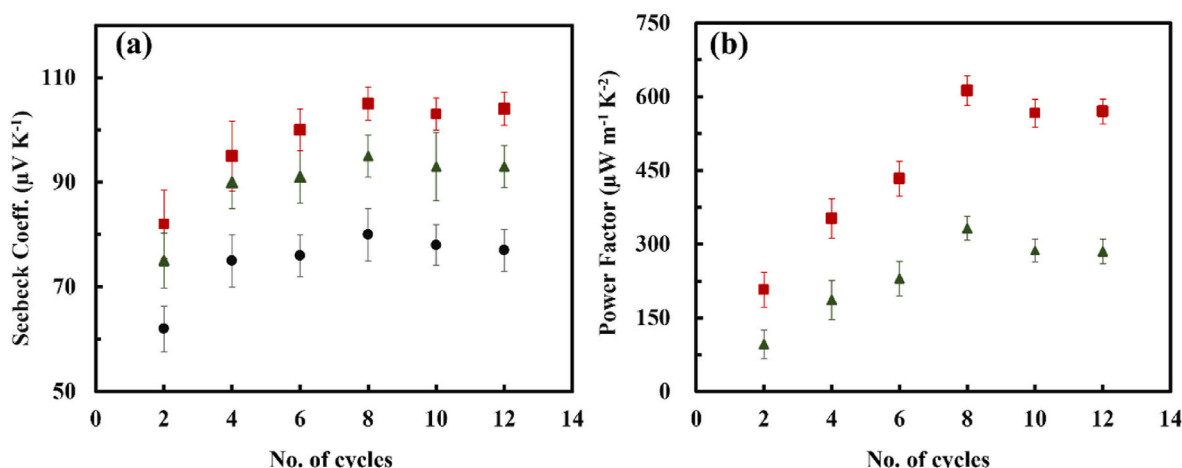 (a)
Seebeck Coeff. (µV K⁻¹)
110
90
70
50
0 2 4 6 8 10 12 14
No. of cycles
(b)
Power Factor (µW m⁻¹ K⁻²)
750
600
450
300
150
0
0 2 4 6 8 10 12 14
No. of cycles